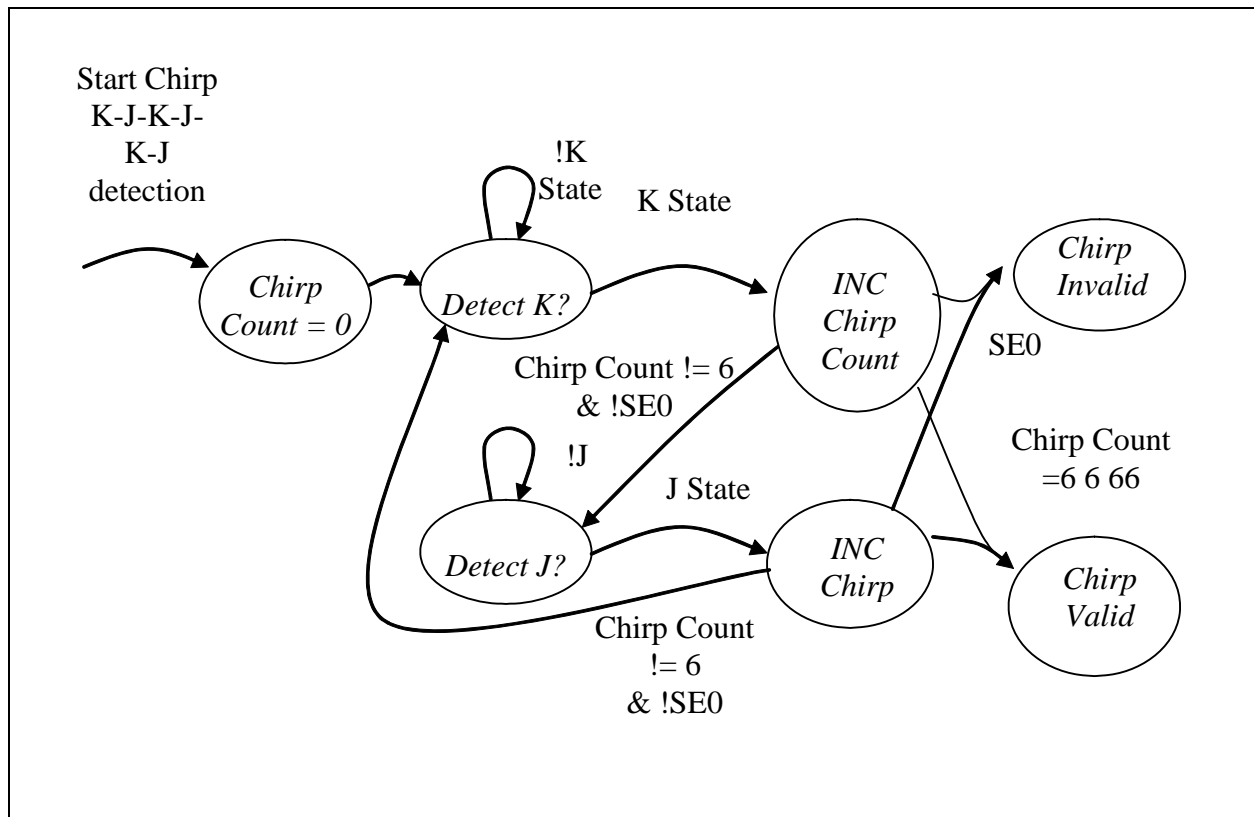 Start Chirp
K-J-K-J-
K-J
detection
!K
State
K State
Chirp
Count = 0
Detect K?
INC
Chirp
Count
Chirp
Invalid
SE0
Chirp Count != 6
& !SE0
!J
J State
Chirp Count
=6 6 66
Detect J?
INC
Chirp
Chirp
Valid
Chirp Count
!= 6
& !SE0